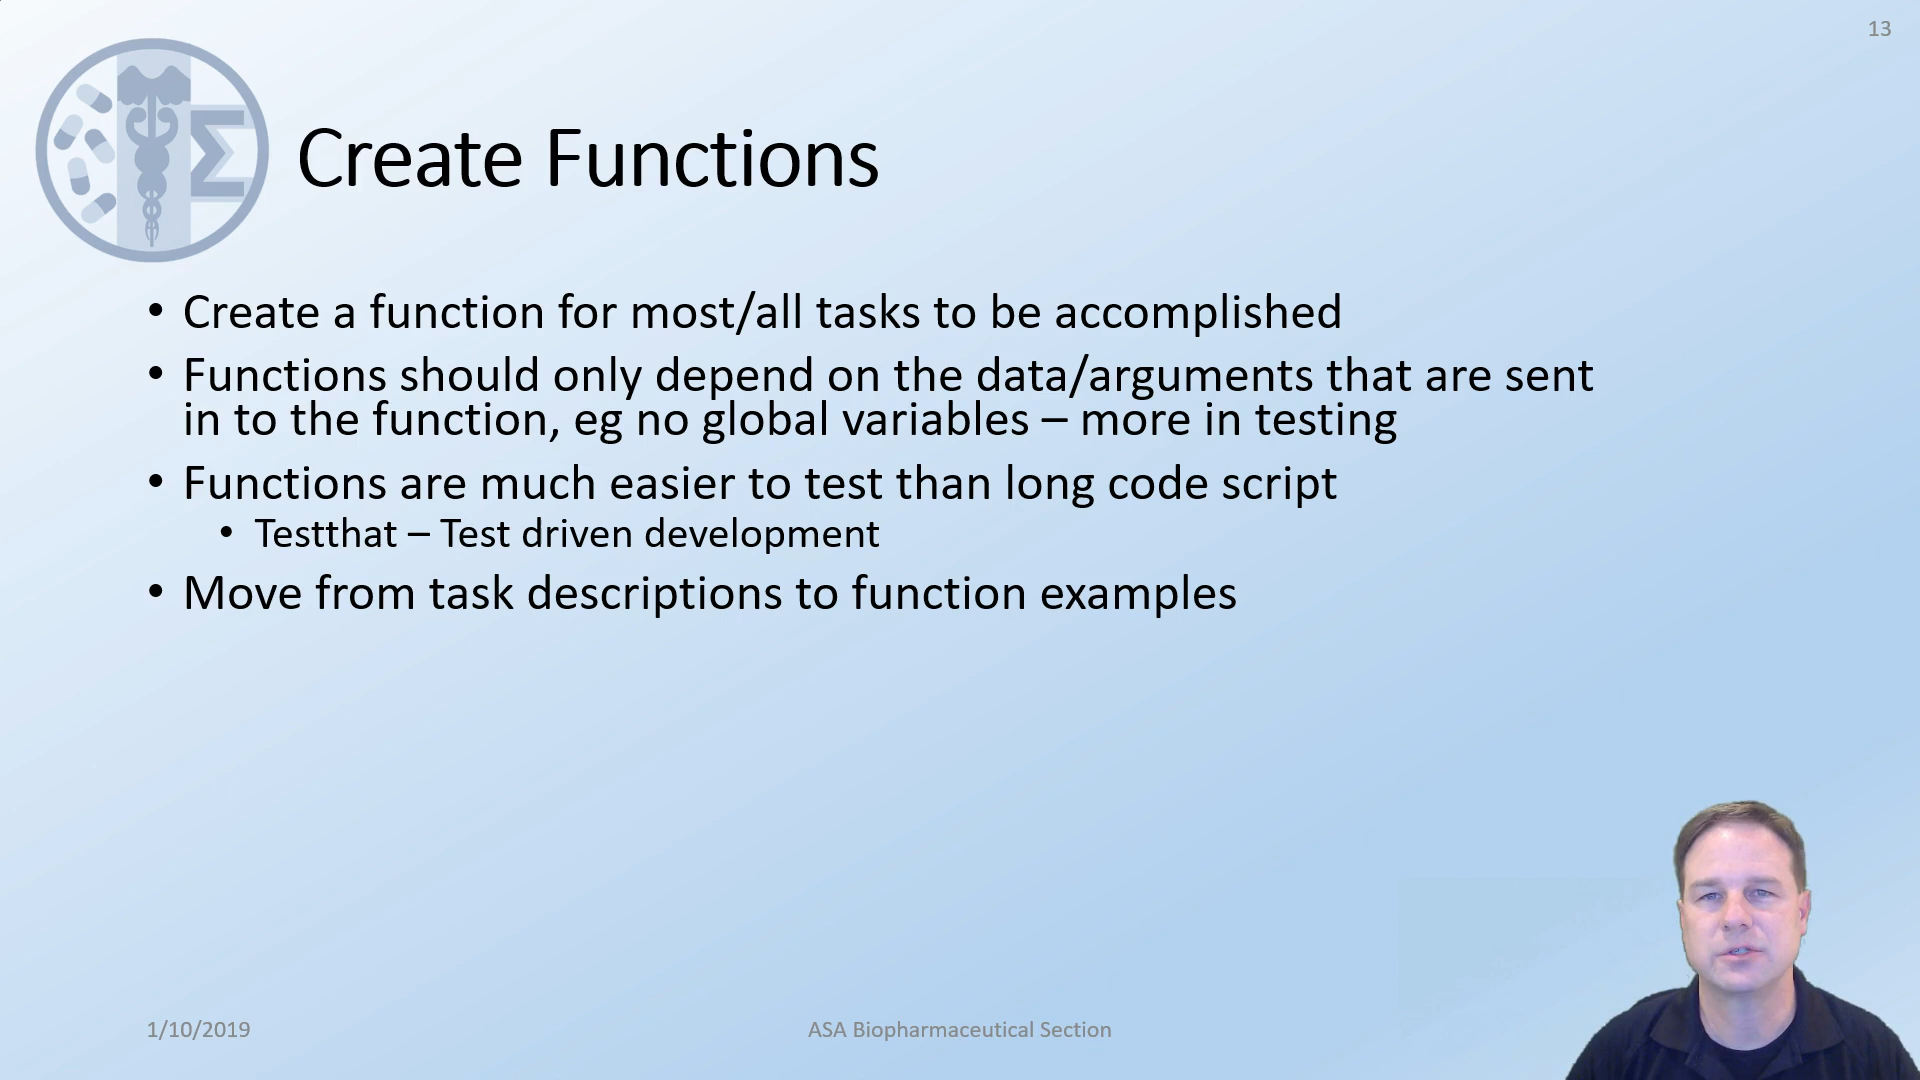 13
Create Functions
• Create a function for most/all tasks to be accomplished
• Functions should only depend on the data/arguments that are sent
in to the function, eg no global variables – more in testing
• Functions are much easier to test than long code script
• Testthat – Test driven development
• Move from task descriptions to function examples
1/10/2019
ASA Biopharmaceutical Section